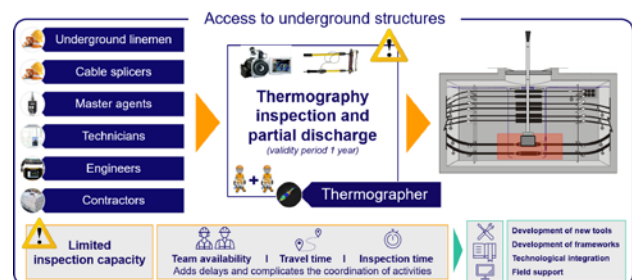 Access to underground structures
Underground linemen
Cable splicers
Master agents
Technicians
Engineers
Contractors
Thermography
inspection and
partial discharge
(validity period 1 year)
Thermographer
Limited
inspection capacity
Team availability I Travel time I Inspection time
Adds delays and complicates the coordination of activities
Development of new tools
Development of frameworks
Technological integration
Field support